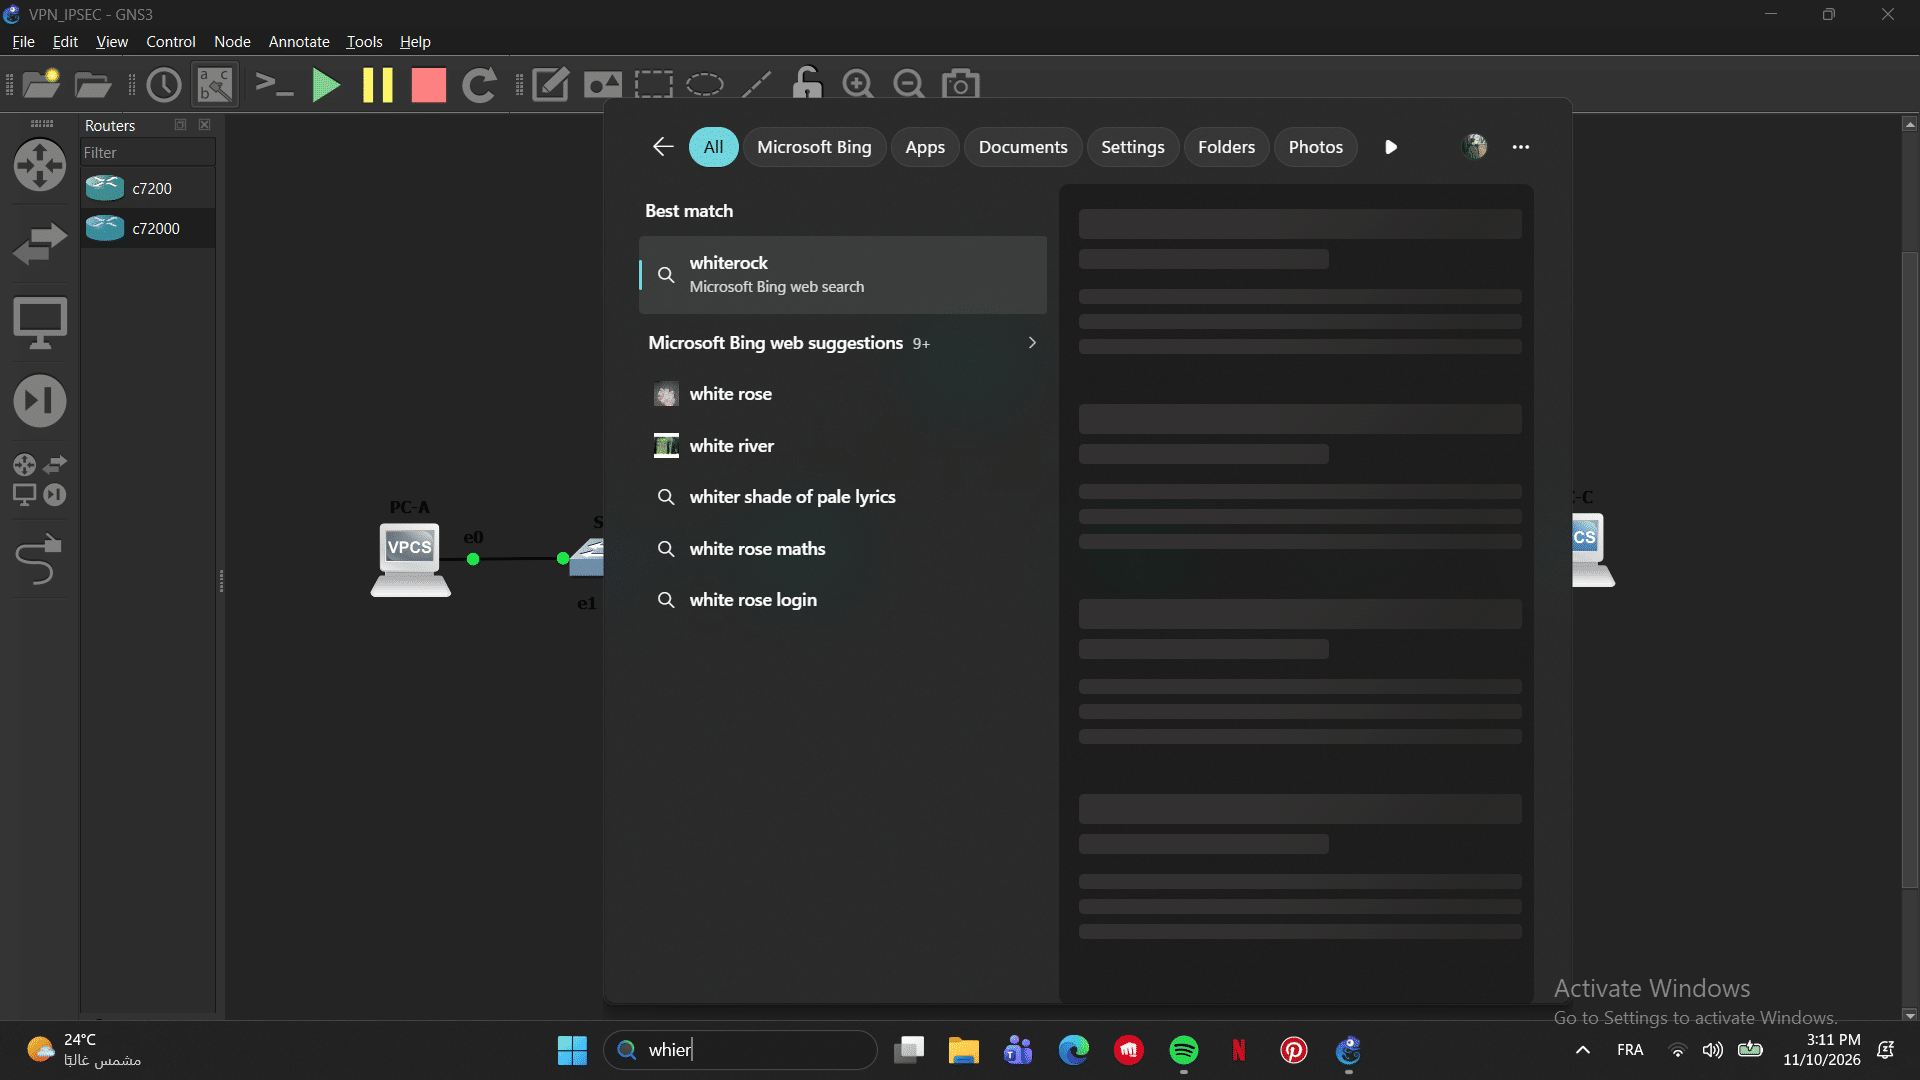 VPN_IPSEC - GNS3
File Edit View Control Node Annotate Tools Help
a c
b
Routers
Filter
c7200
c72000
PC-A
VPCS
e0
S
e1
All Microsoft Bing Apps Documents Settings Folders Photos
Best match
whiterock
Microsoft Bing web search
Microsoft Bing web suggestions 9+
white rose
white river
whiter shade of pale lyrics
white rose maths
white rose login
-C
CS
Activate Windows
Go to Settings to activate Windows.
24°C
مشمس غالبًا
whier
FRA
3:11 PM
11/10/2026